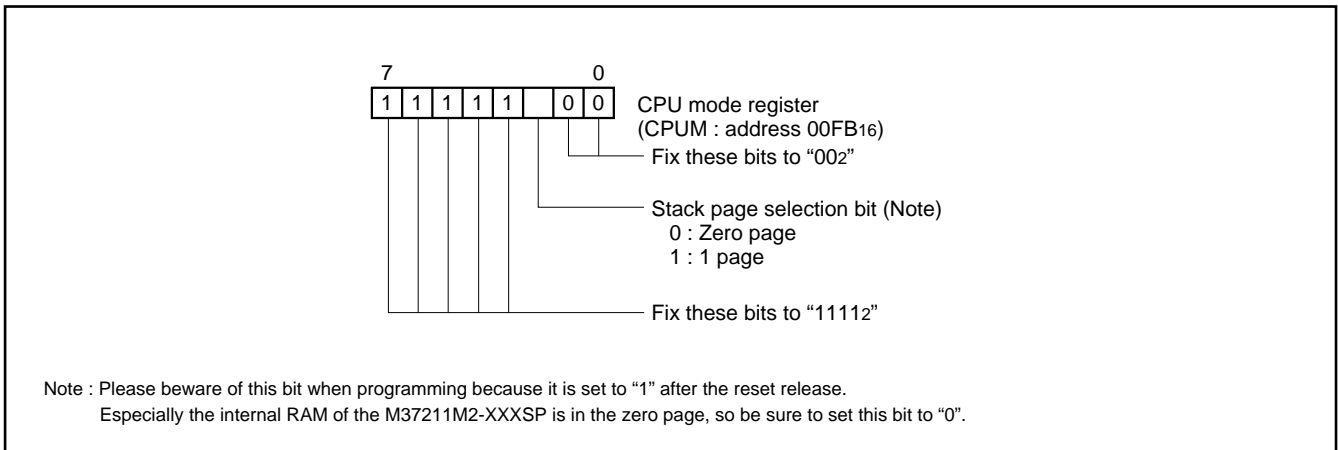 7 0
1 1 1 1 1 0 0 CPU mode register
(CPUM : address 00FB16)
Fix these bits to “002”
Stack page selection bit (Note)
0 : Zero page
1 : 1 page
Fix these bits to “11112”
Note : Please beware of this bit when programming because it is set to “1” after the reset release.
Especially the internal RAM of the M37211M2-XXXSP is in the zero page, so be sure to set this bit to “0”.